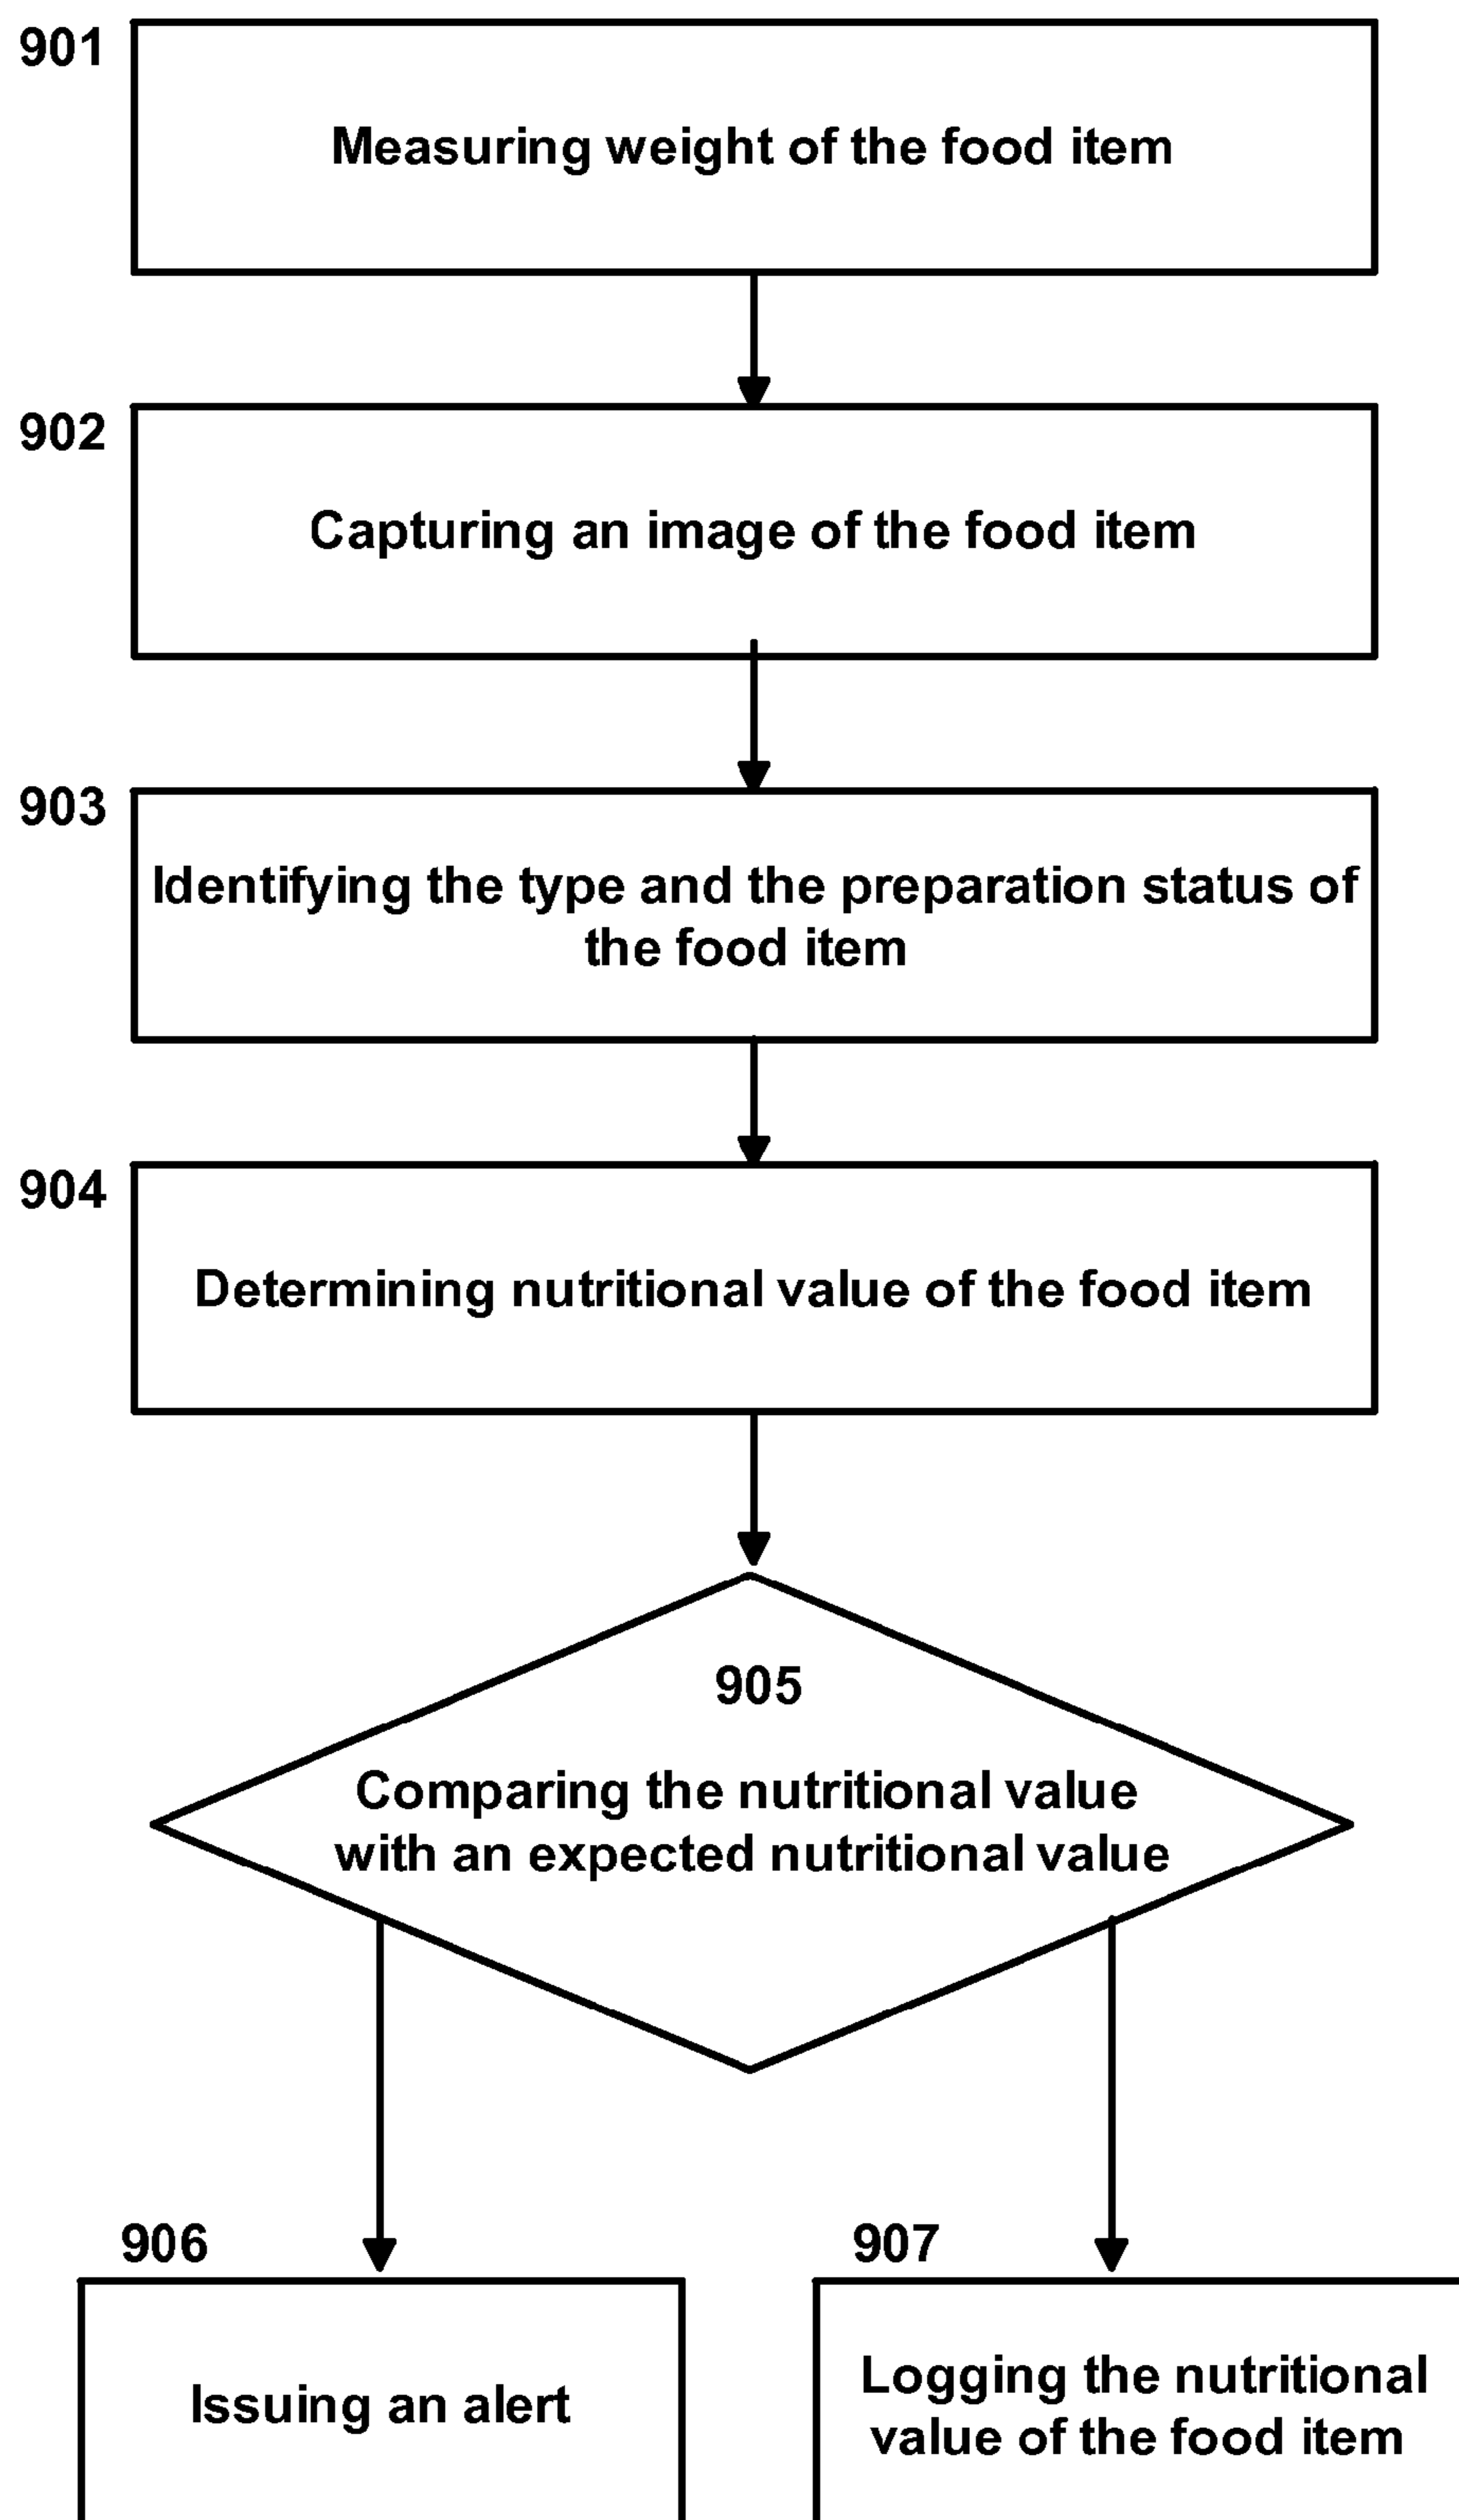 901
Measuring weight of the food item
902
Capturing an image of the food item
903
Identifying the type and the preparation status of
the food item
904
Determining nutritional value of the food item
905
Comparing the nutritional value
with an expected nutritional value
906
Issuing an alert
907
Logging the nutritional
value of the food item